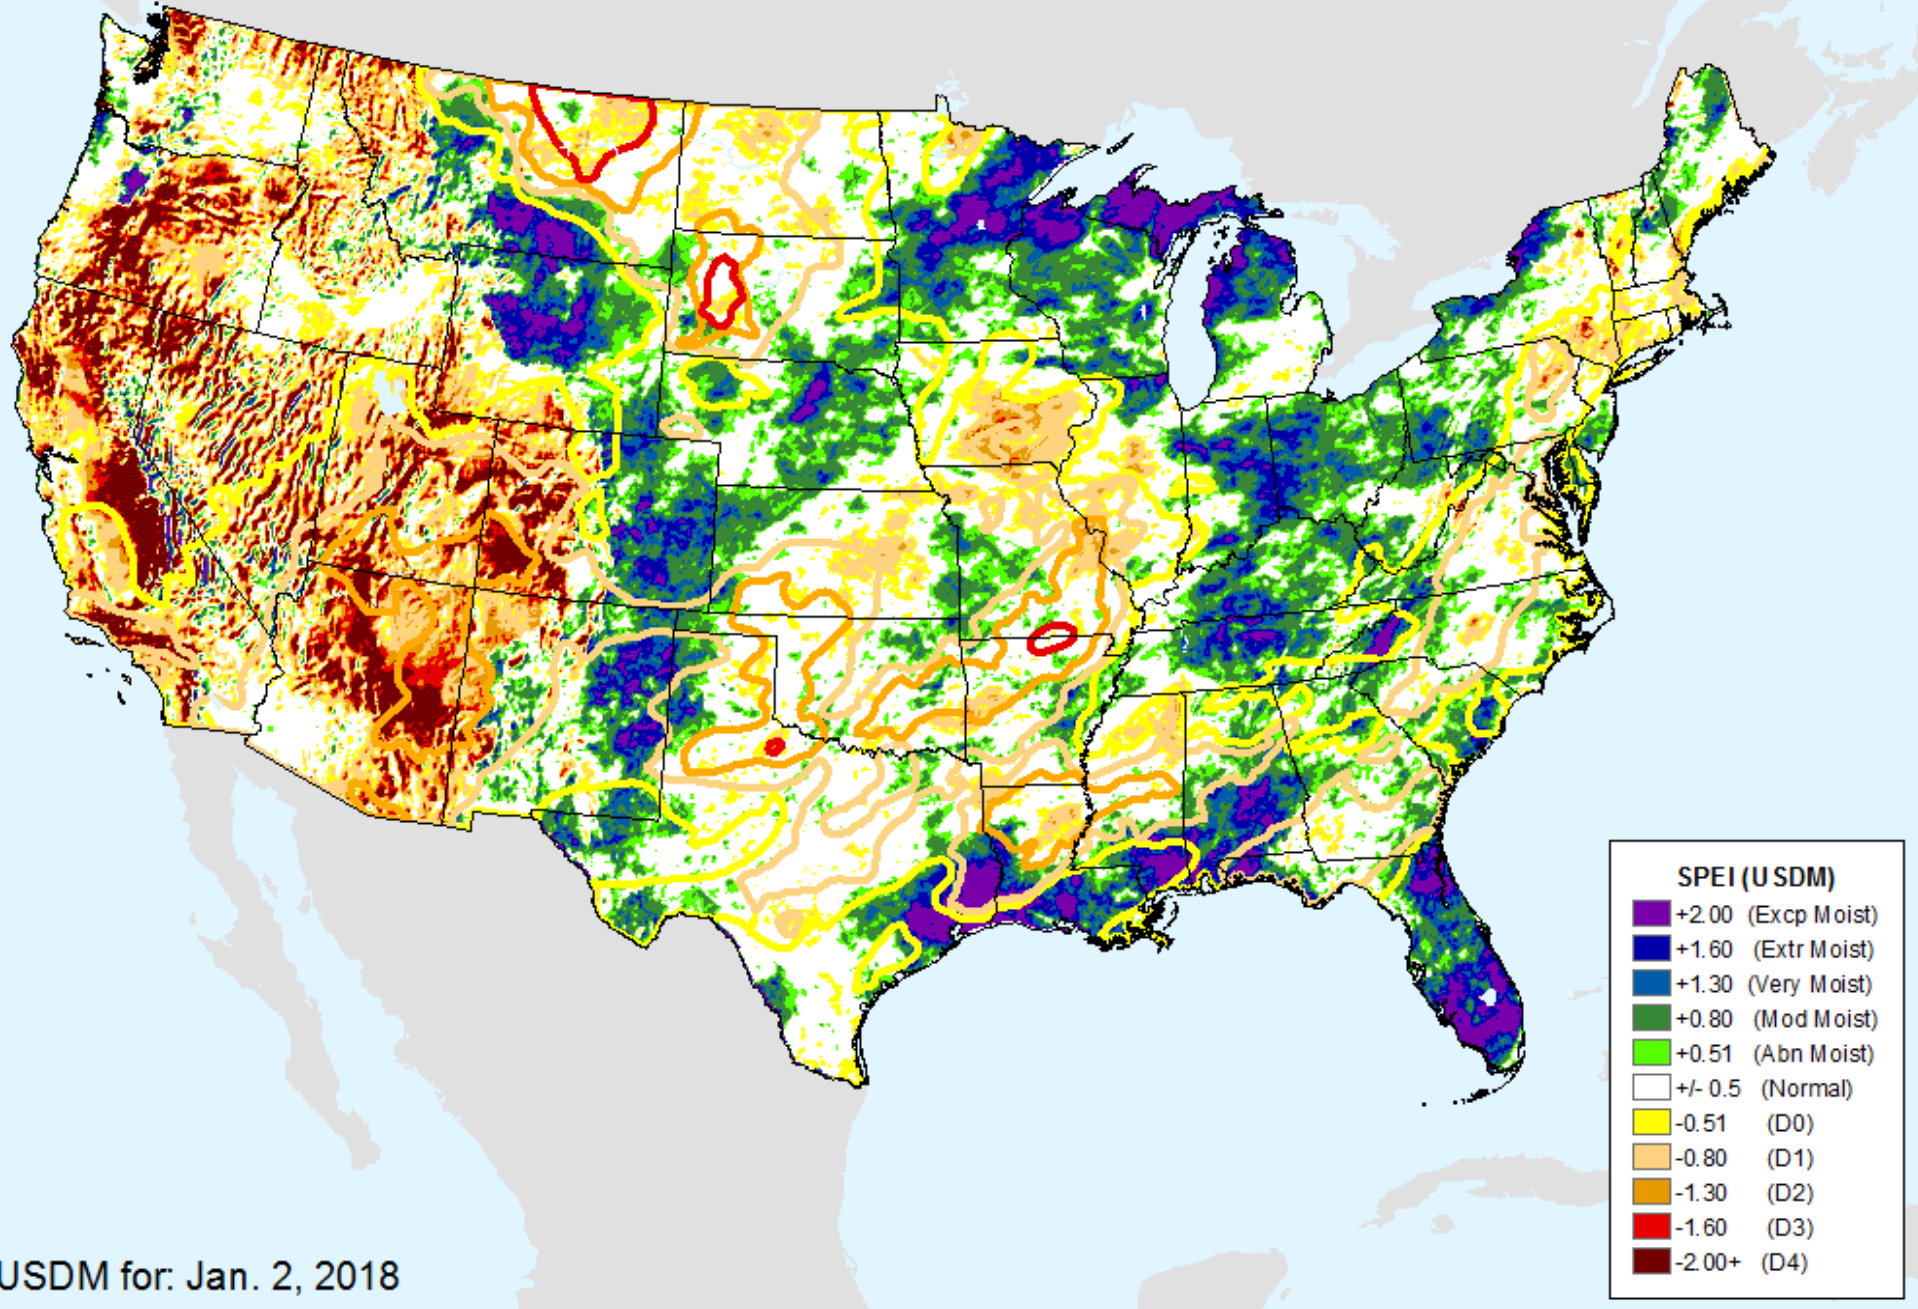 SPEI (USDM)
+2.00 (Excp Moist)
+1.60 (Extr Moist)
+1.30 (Very Moist)
+0.80 (Mod Moist)
+0.51 (Abn Moist)
+/- 0.5 (Normal)
-0.51 (D0)
-0.80 (D1)
-1.30 (D2)
-1.60 (D3)
-2.00+ (D4)
USDM for: Jan. 2, 2018